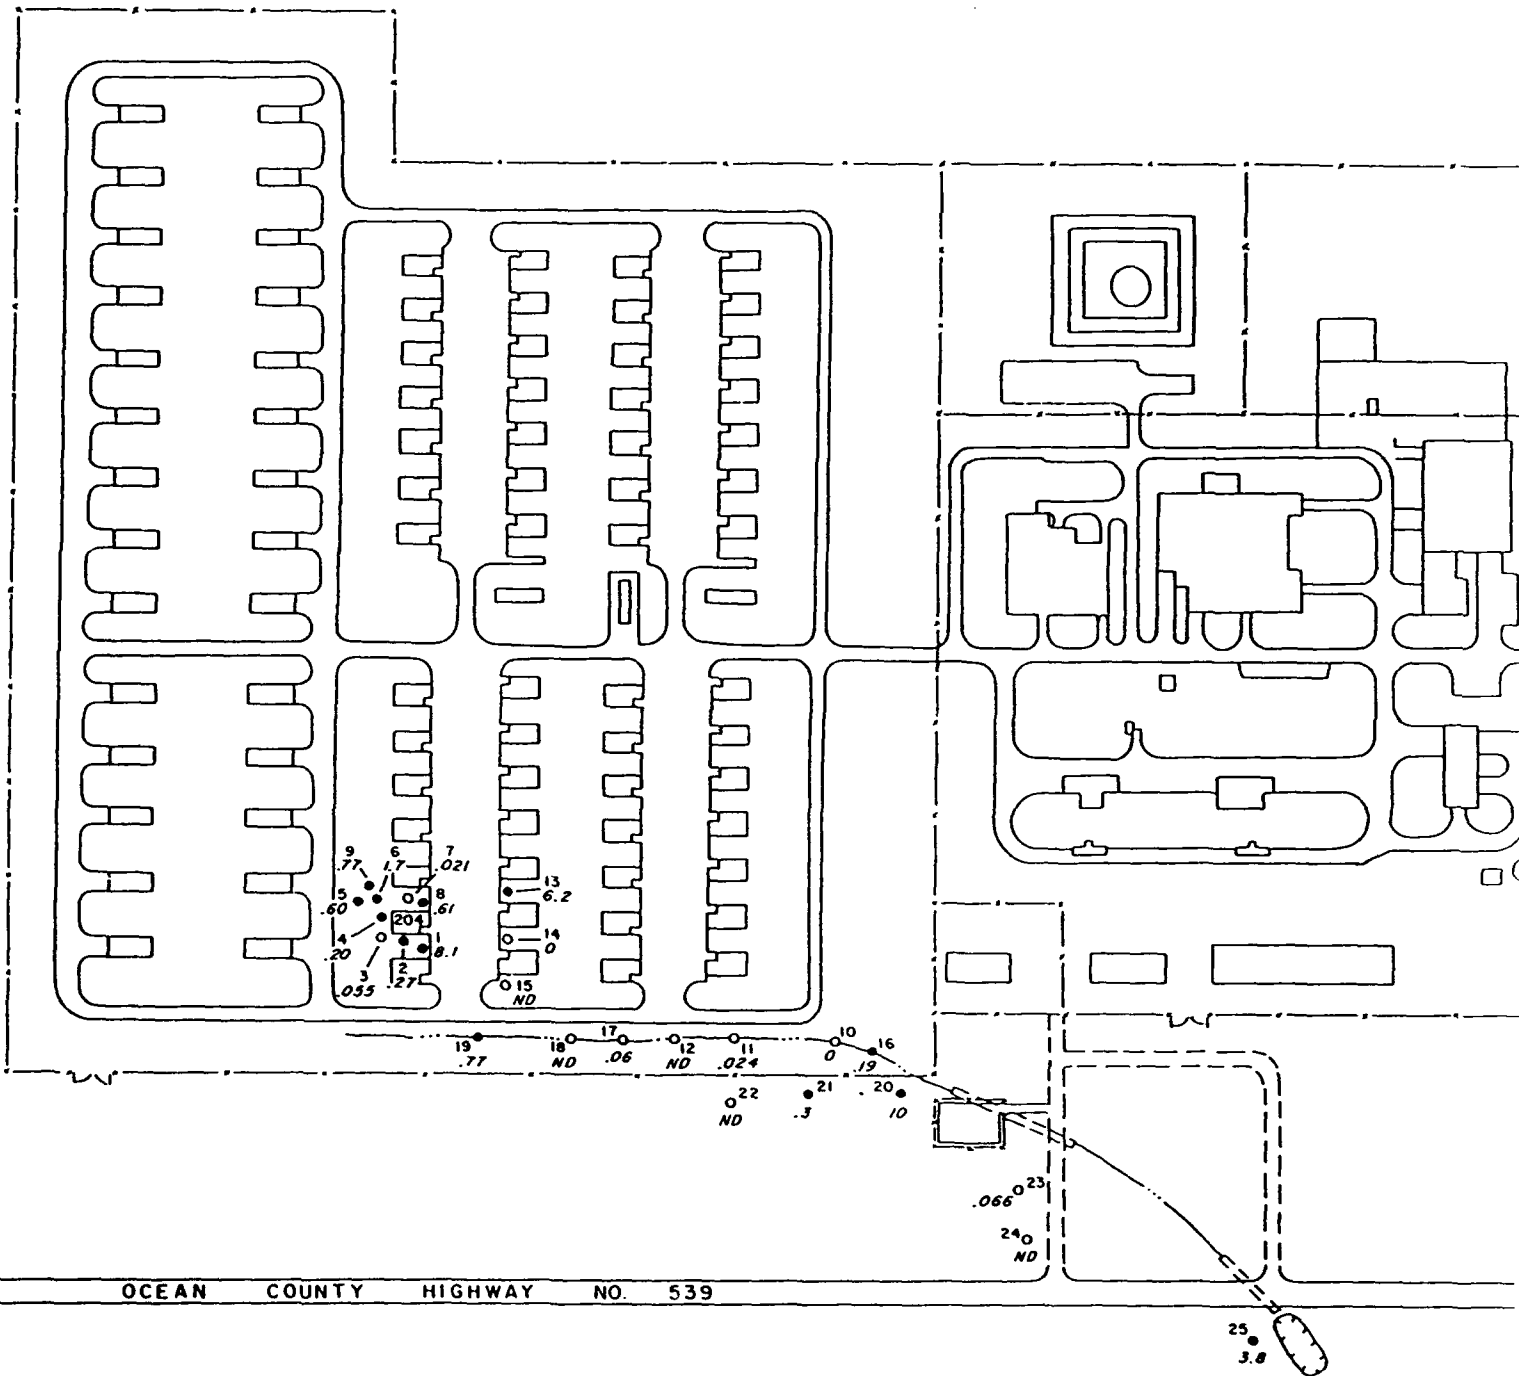 9 6 7
.77 1.7 .021
5 8 13
.60 .61 6.2
204
4 1 14
.20 8.1 0
3 2
.055 .27
15
ND
19 18 17 12 11 10 16
.77 ND .06 ND .024 0 .19
22 21 20
ND .3 10
23
.066
24
ND
OCEAN COUNTY HIGHWAY NO. 539
25
3.8